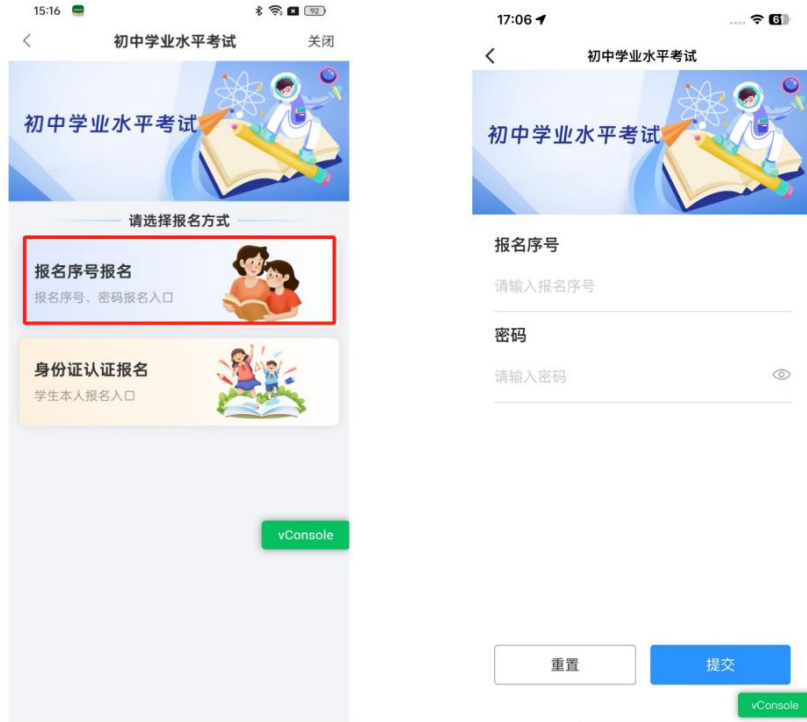 15:16
92
初中学业水平考试
关闭
初中学业水平考试
请选择报名方式
报名序号报名
报名序号、密码报名入口
身份证认证报名
学生本人报名入口
vConsole
17:06
61
初中学业水平考试
初中学业水平考试
报名序号
请输入报名序号
密码
请输入密码
重置
提交
vConsole